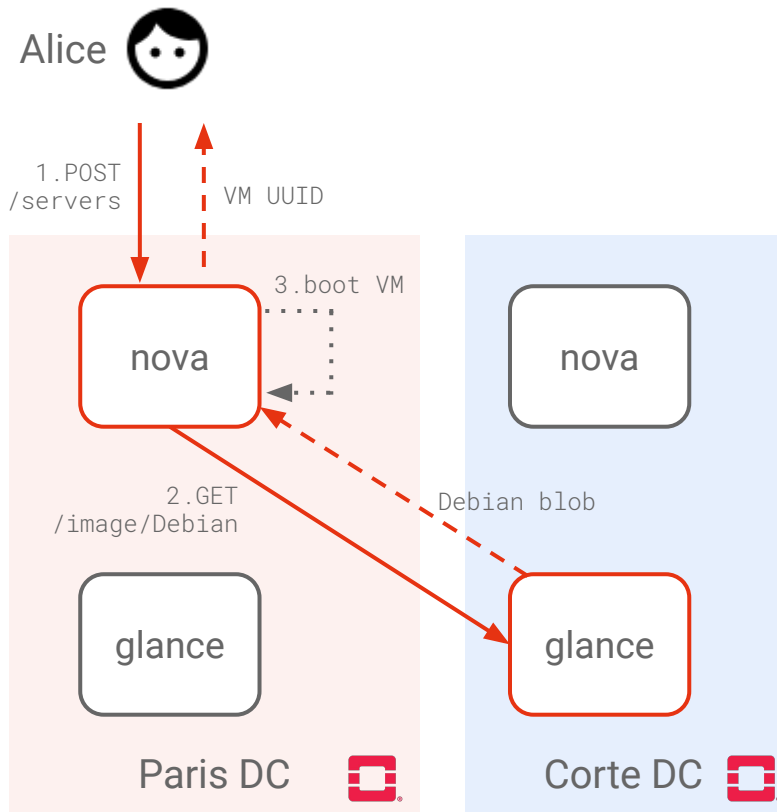 Alice
1.POST
/servers
VM UUID
3.boot VM
nova
nova
2.GET
/image/Debian
Debian blob
glance
glance
Paris DC
Corte DC